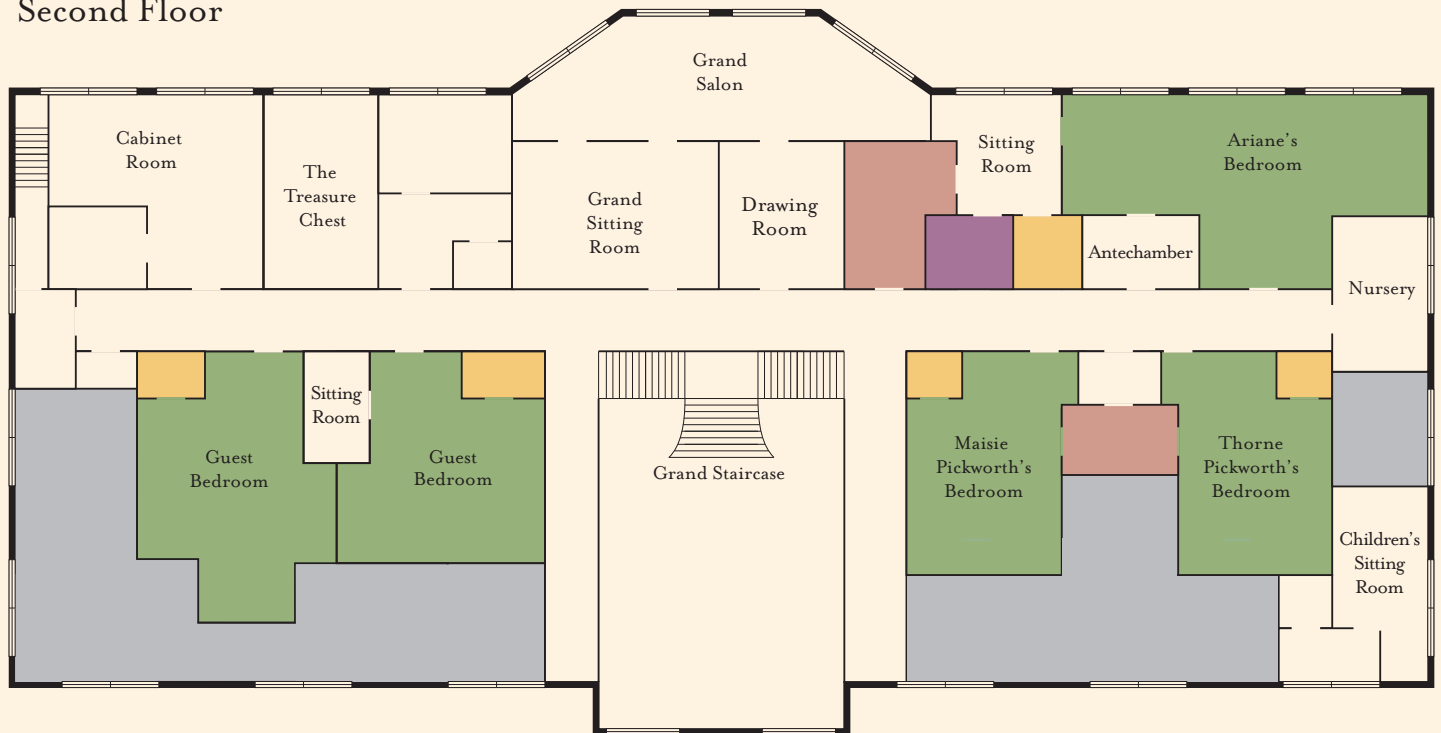 Second Floor
Grand
Salon
Cabinet
Room
The
Treasure
Chest
Grand
Sitting
Room
Drawing
Room
Sitting
Room
Ariane's
Bedroom
Antechamber
Nursery
Guest
Bedroom
Sitting
Room
Guest
Bedroom
Grand Staircase
Maisie
Pickworth's
Bedroom
Thorne
Pickworth's
Bedroom
Children's
Sitting
Room